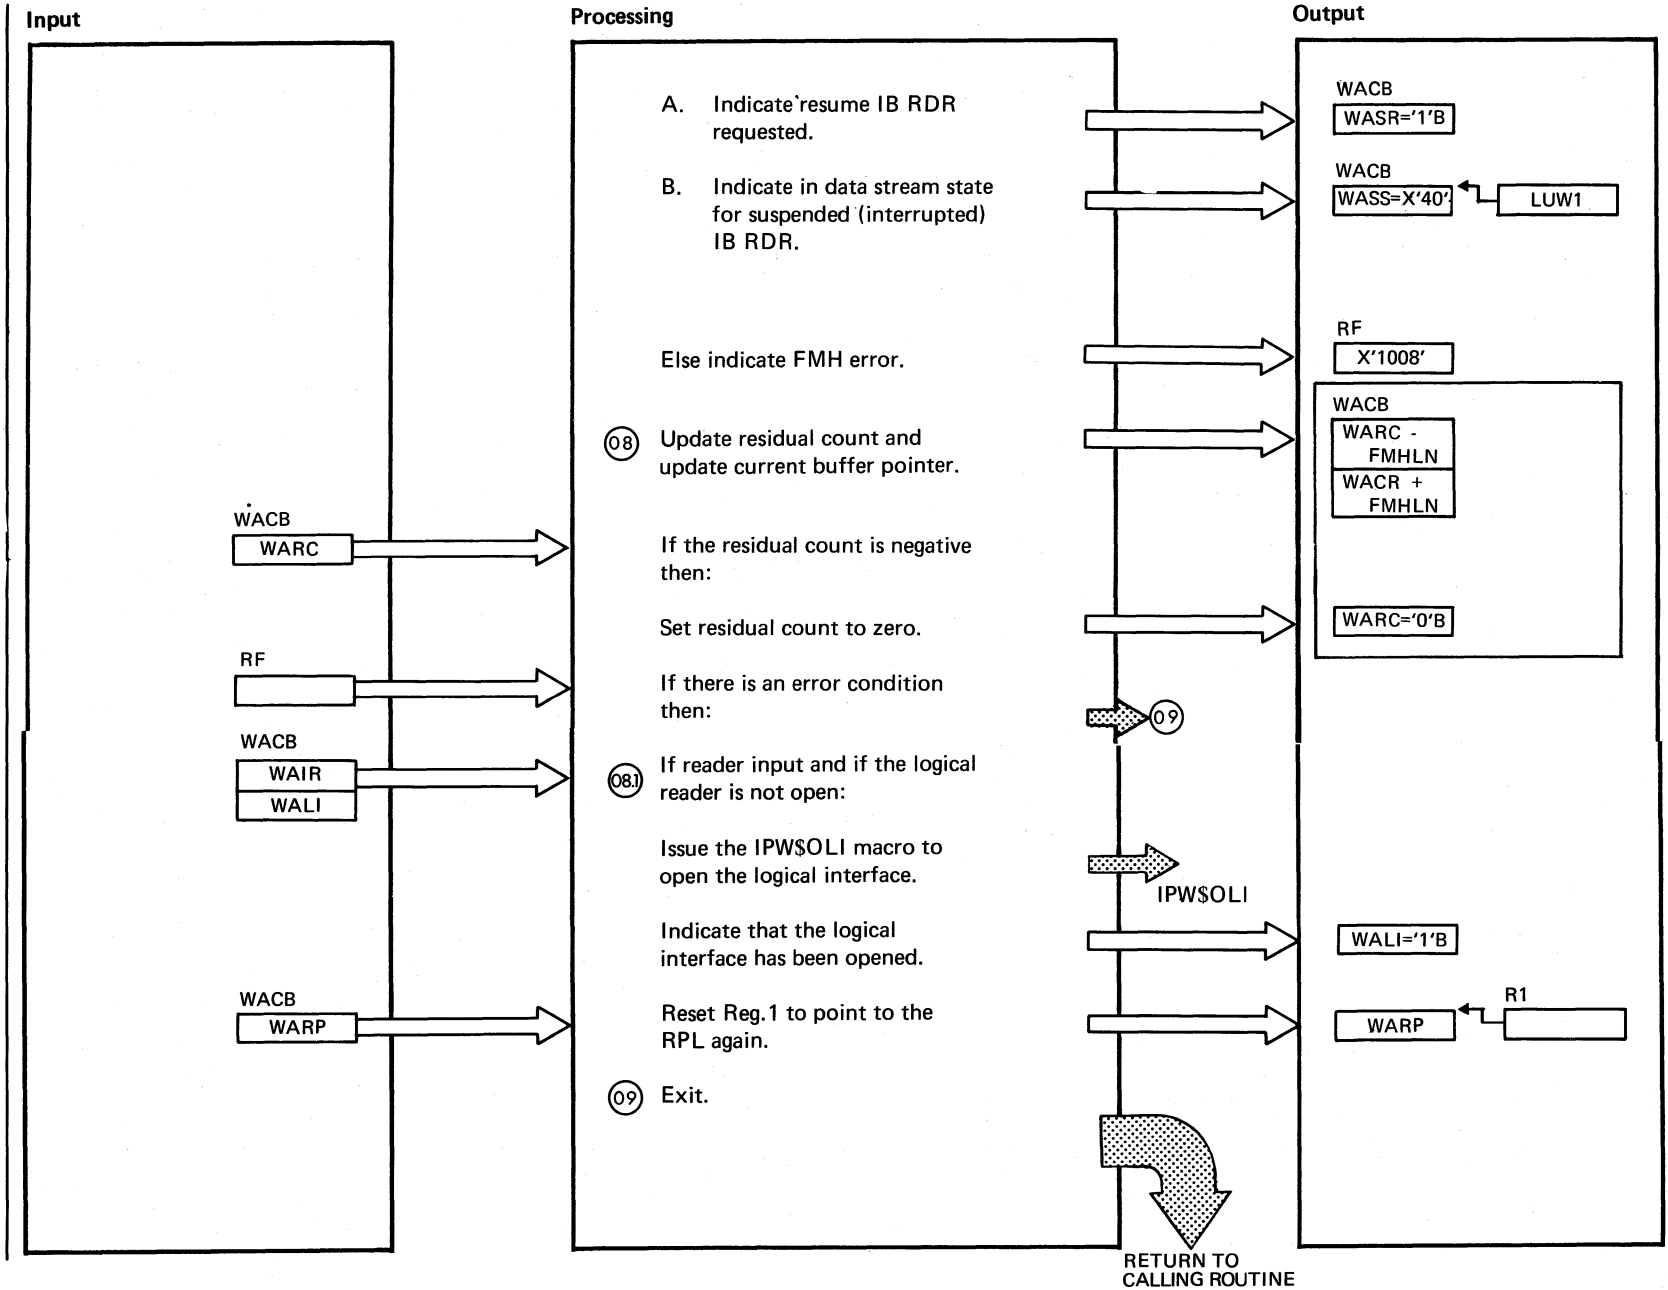 Input
Processing
Output
A. Indicate resume IB RDR
requested.
WACB
WASR='1'B
B. Indicate in data stream state
for suspended (interrupted)
IB RDR.
WACB
WASS=X'40'
LUW1
Else indicate FMH error.
RF
X'1008'
08 Update residual count and
update current buffer pointer.
WACB
WARC -
FMHLN
WACR +
FMHLN
WACB
WARC
If the residual count is negative
then:
Set residual count to zero.
WARC='0'B
RF
If there is an error condition
then:
09
WACB
WAIR
WALI
08.1 If reader input and if the logical
reader is not open:
Issue the IPW$OLI macro to
open the logical interface.
IPW$OLI
Indicate that the logical
interface has been opened.
WALI='1'B
WACB
WARP
Reset Reg.1 to point to the
RPL again.
R1
WARP
09 Exit.
RETURN TO
CALLING ROUTINE